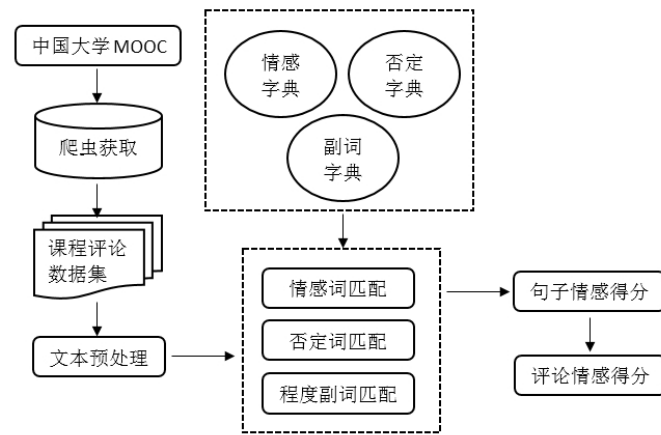 中国大学MOOC
爬虫获取
课程评论
数据集
文本预处理
情感
字典
否定
字典
副词
字典
情感词匹配
否定词匹配
程度副词匹配
句子情感得分
评论情感得分